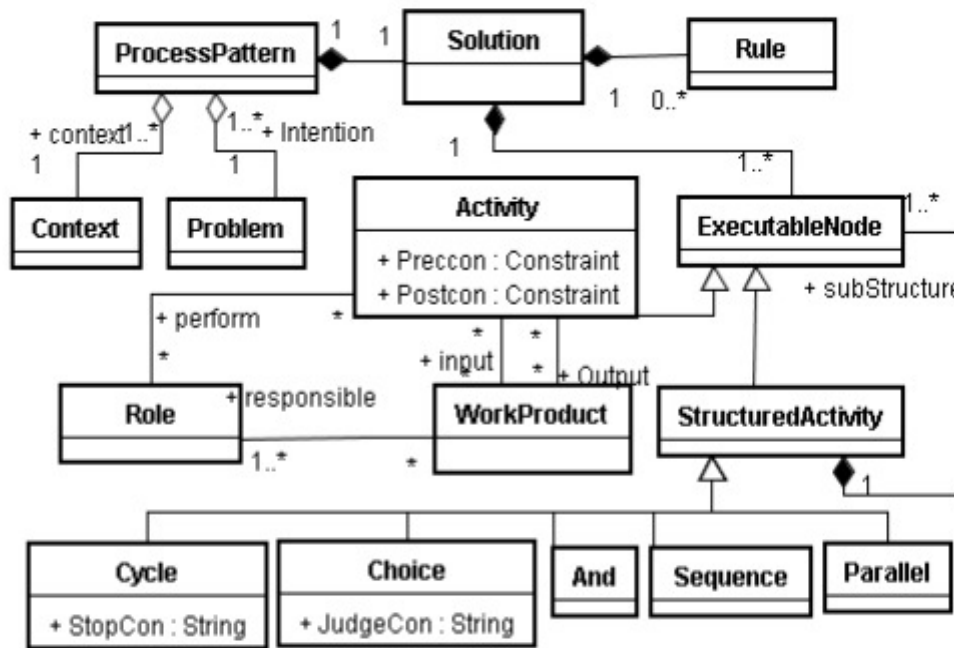 ProcessPattern
1
1
Solution
Rule
1
0..*
+ context
1..*
1..*
+ Intention
1
1
1
1..*
Context
Problem
Activity
+ Preccon : Constraint
+ Postcon : Constraint
ExecutableNode
1..*
+ subStructure
+ perform
*
*
*
*
+ input
*
*
+ Output
Role
+ responsible
1..*
*
WorkProduct
StructuredActivity
1
Cycle
+ StopCon : String
Choice
+ JudgeCon : String
And
Sequence
Parallel